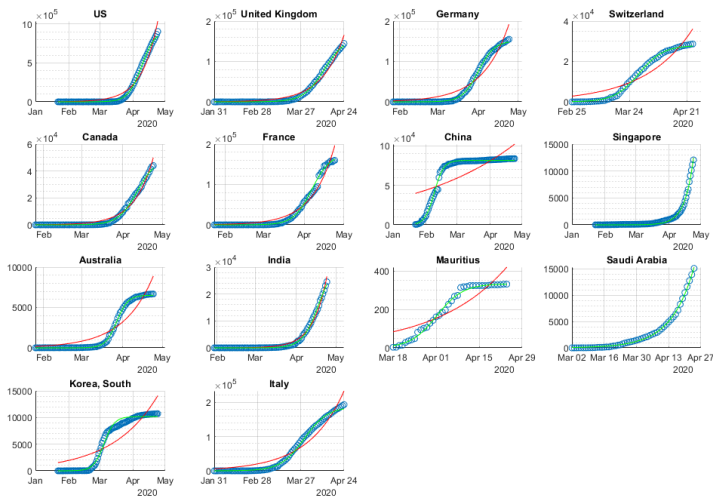 US
×10^5
10
5
0
Jan Feb Mar Apr May
2020
United Kingdom
×10^5
2
1
0
Jan 31 Feb 28 Mar 27 Apr 24
2020
Germany
×10^5
2
1
0
Feb Mar Apr May
2020
Switzerland
×10^4
4
2
0
Feb 25 Mar 24 Apr 21
2020
Canada
×10^4
6
4
2
0
Feb Mar Apr May
2020
France
×10^5
2
1
0
Feb Mar Apr May
2020
China
×10^4
10
5
0
Jan Feb Mar Apr May
2020
Singapore
15000
10000
5000
0
Jan Feb Mar Apr May
2020
Australia
10000
5000
0
Feb Mar Apr May
2020
India
×10^4
3
2
1
0
Feb Mar Apr May
2020
Mauritius
400
200
0
Mar 18 Apr 01 Apr 15 Apr 29
2020
Saudi Arabia
15000
10000
5000
0
Mar 02 Mar 16 Mar 30 Apr 13 Apr 27
2020
Korea, South
15000
10000
5000
0
Jan Feb Mar Apr May
2020
Italy
×10^5
2
1
0
Jan 31 Feb 28 Mar 27 Apr 24
2020